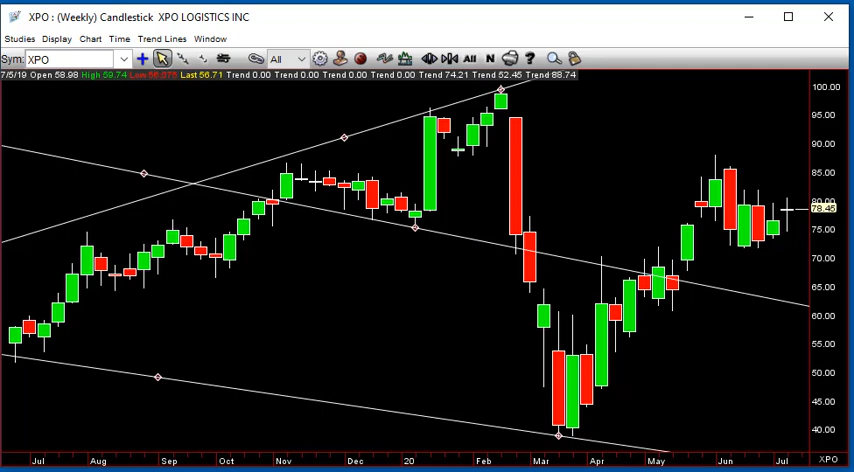 XPO : (Weekly) Candlestick XPO LOGISTICS INC
Studies Display Chart Time Trend Lines Window
Sym: XPO All All N ?
7/5/19 Open 58.98 High 59.74 Low 56.075 Last 56.71 Trend 0.00 Trend 0.00 Trend 0.00 Trend 0.00 Trend 74.21 Trend 52.45 Trend 88.74
100.00
95.00
90.00
85.00
80.00
78.45
75.00
70.00
65.00
60.00
55.00
50.00
45.00
40.00
Jul Aug Sep Oct Nov Dec 20 Feb Mar Apr May Jun Jul XPO